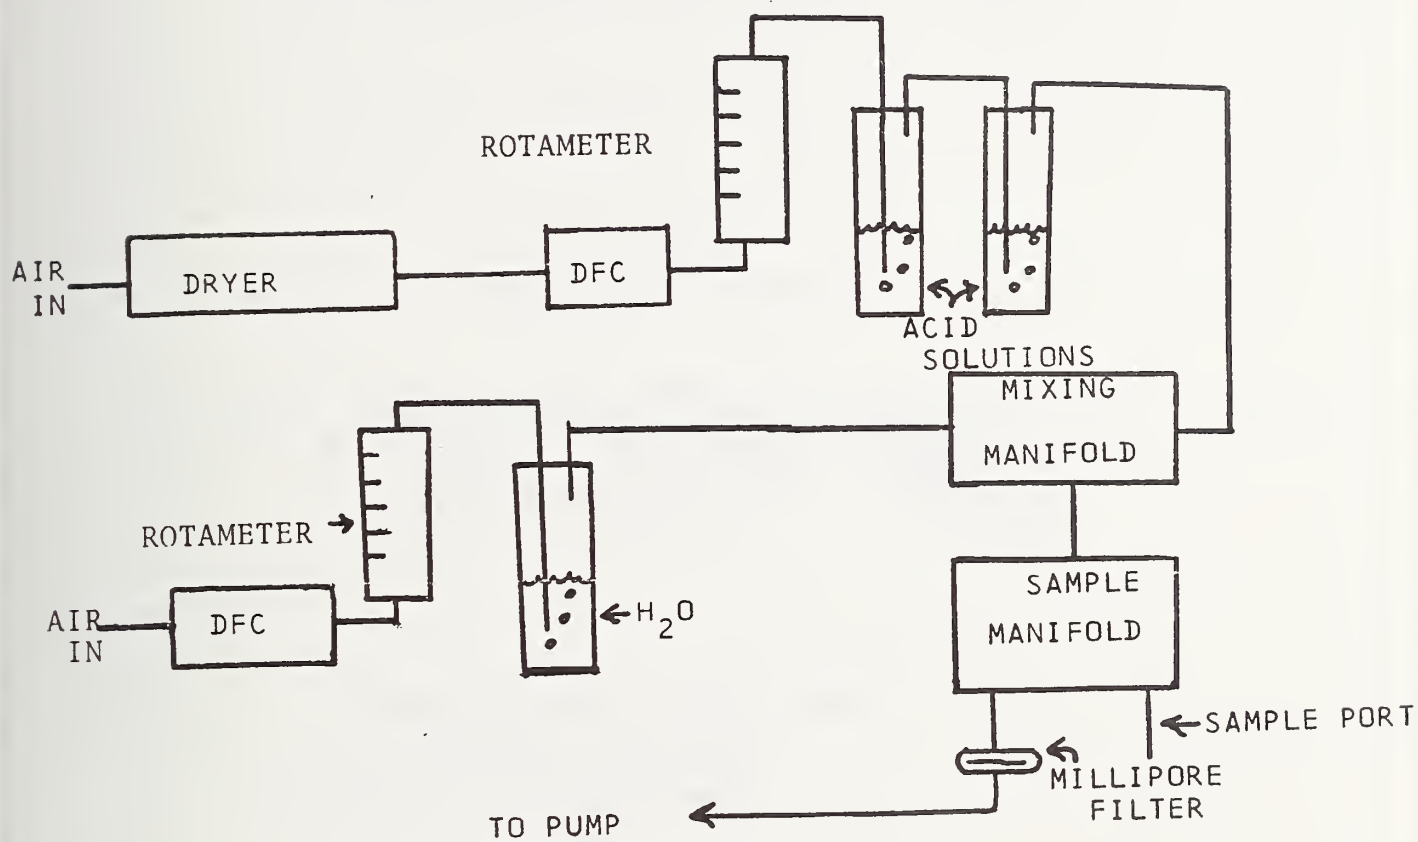 ROTAMETER
AIR
IN
DRYER
DFC
ACID
SOLUTIONS
MIXING
MANIFOLD
ROTAMETER
AIR
IN
DFC
H2O
SAMPLE
MANIFOLD
SAMPLE PORT
MILLIPORE
FILTER
TO PUMP